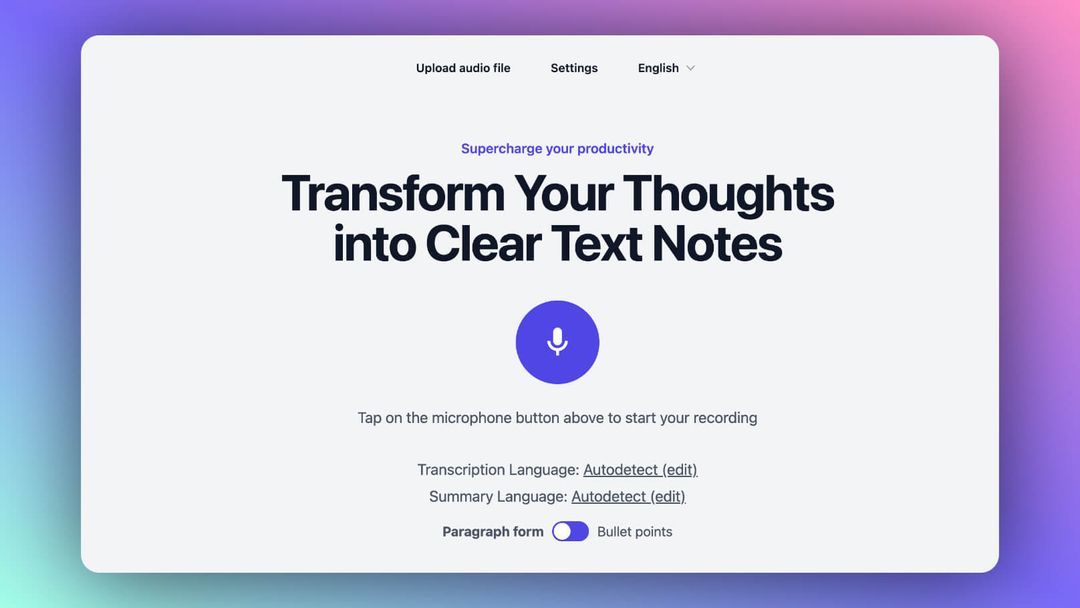 Upload audio file Settings English
Supercharge your productivity
Transform Your Thoughts
into Clear Text Notes
Tap on the microphone button above to start your recording
Transcription Language: Autodetect (edit)
Summary Language: Autodetect (edit)
Paragraph form Bullet points